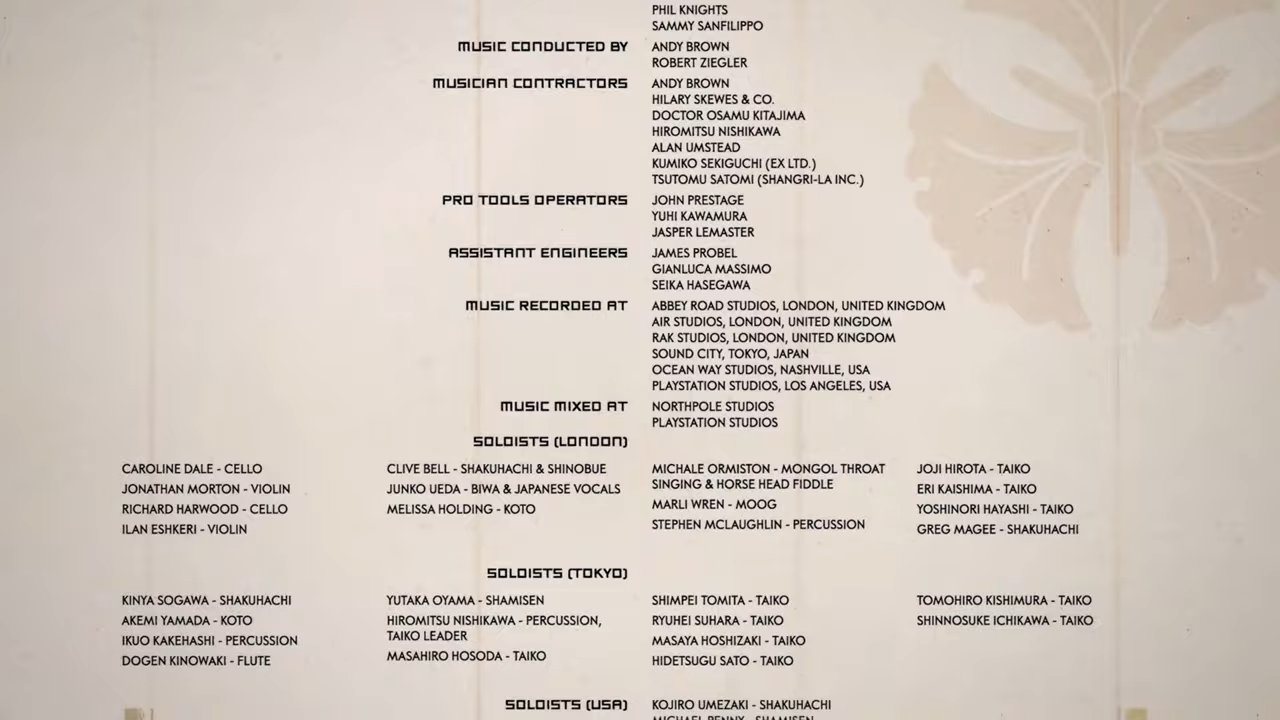 PHIL KNIGHTS
SAMMY SANFILIPPO
MUSIC CONDUCTED BY ANDY BROWN
ROBERT ZIEGLER
MUSICIAN CONTRACTORS ANDY BROWN
HILARY SKEWES & CO.
DOCTOR OSAMU KITAJIMA
HIROMITSU NISHIKAWA
ALAN UMSTEAD
KUMIKO SEKIGUCHI (EX LTD.)
TSUTOMU SATOMI (SHANGRI-LA INC.)
PRO TOOLS OPERATORS JOHN PRESTAGE
YUHI KAWAMURA
JASPER LEMASTER
ASSISTANT ENGINEERS JAMES PROBEL
GIANLUCA MASSIMO
SEIKA HASEGAWA
MUSIC RECORDED AT ABBEY ROAD STUDIOS, LONDON, UNITED KINGDOM
AIR STUDIOS, LONDON, UNITED KINGDOM
RAK STUDIOS, LONDON, UNITED KINGDOM
SOUND CITY, TOKYO, JAPAN
OCEAN WAY STUDIOS, NASHVILLE, USA
PLAYSTATION STUDIOS, LOS ANGELES, USA
MUSIC MIXED AT NORTHPOLE STUDIOS
PLAYSTATION STUDIOS
SOLOISTS (LONDON)
CAROLINE DALE - CELLO
JONATHAN MORTON - VIOLIN
RICHARD HARWOOD - CELLO
ILAN ESHKERI - VIOLIN
CLIVE BELL - SHAKUHACHI & SHINOBUE
JUNKO UEDA - BIWA & JAPANESE VOCALS
MELISSA HOLDING - KOTO
MICHALE ORMISTON - MONGOL THROAT
SINGING & HORSE HEAD FIDDLE
MARLI WREN - MOOG
STEPHEN MCLAUGHLIN - PERCUSSION
JOJI HIROTA - TAIKO
ERI KAISHIMA - TAIKO
YOSHINORI HAYASHI - TAIKO
GREG MAGEE - SHAKUHACHI
SOLOISTS (TOKYO)
KINYA SOGAWA - SHAKUHACHI
AKEMI YAMADA - KOTO
IKUO KAKEHASHI - PERCUSSION
DOGEN KINOWAKI - FLUTE
YUTAKA OYAMA - SHAMISEN
HIROMITSU NISHIKAWA - PERCUSSION,
TAIKO LEADER
MASAHIRO HOSODA - TAIKO
SHIMPEI TOMITA - TAIKO
RYUHEI SUHARA - TAIKO
MASAYA HOSHIZAKI - TAIKO
HIDETSUGU SATO - TAIKO
TOMOHIRO KISHIMURA - TAIKO
SHINNOSUKE ICHIKAWA - TAIKO
SOLOISTS (USA) KOJIRO UMEZAKI - SHAKUHACHI